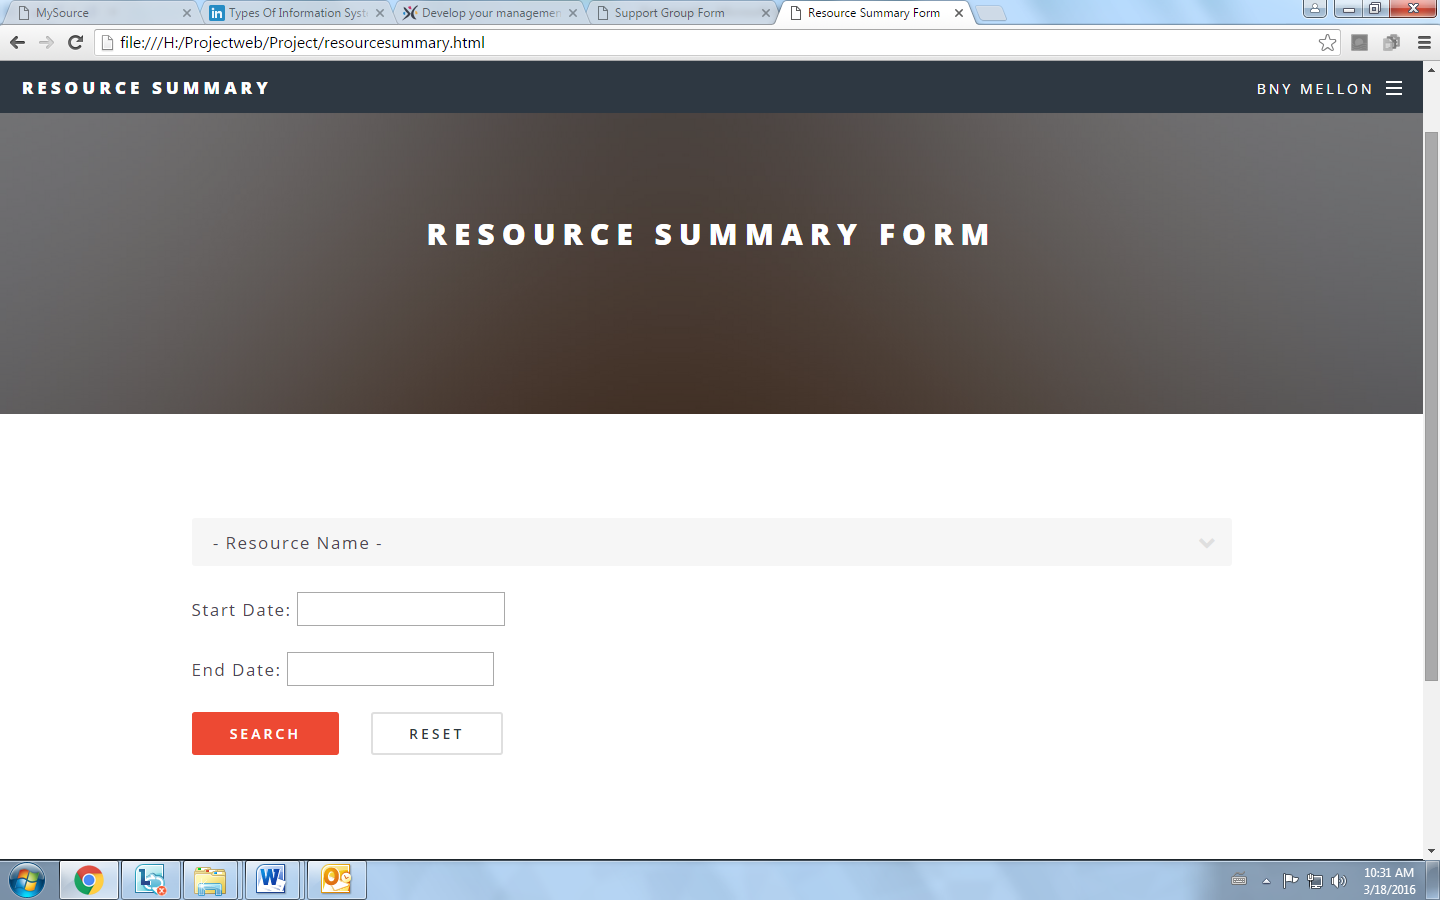 MySource
Types Of Information Syst
Develop your managemen
Support Group Form
Resource Summary Form
file:///H:/Projectweb/Project/resourcesummary.html
RESOURCE SUMMARY
BNY MELLON
RESOURCE SUMMARY FORM
- Resource Name -
Start Date:
End Date:
SEARCH
RESET
10:31 AM
3/18/2016